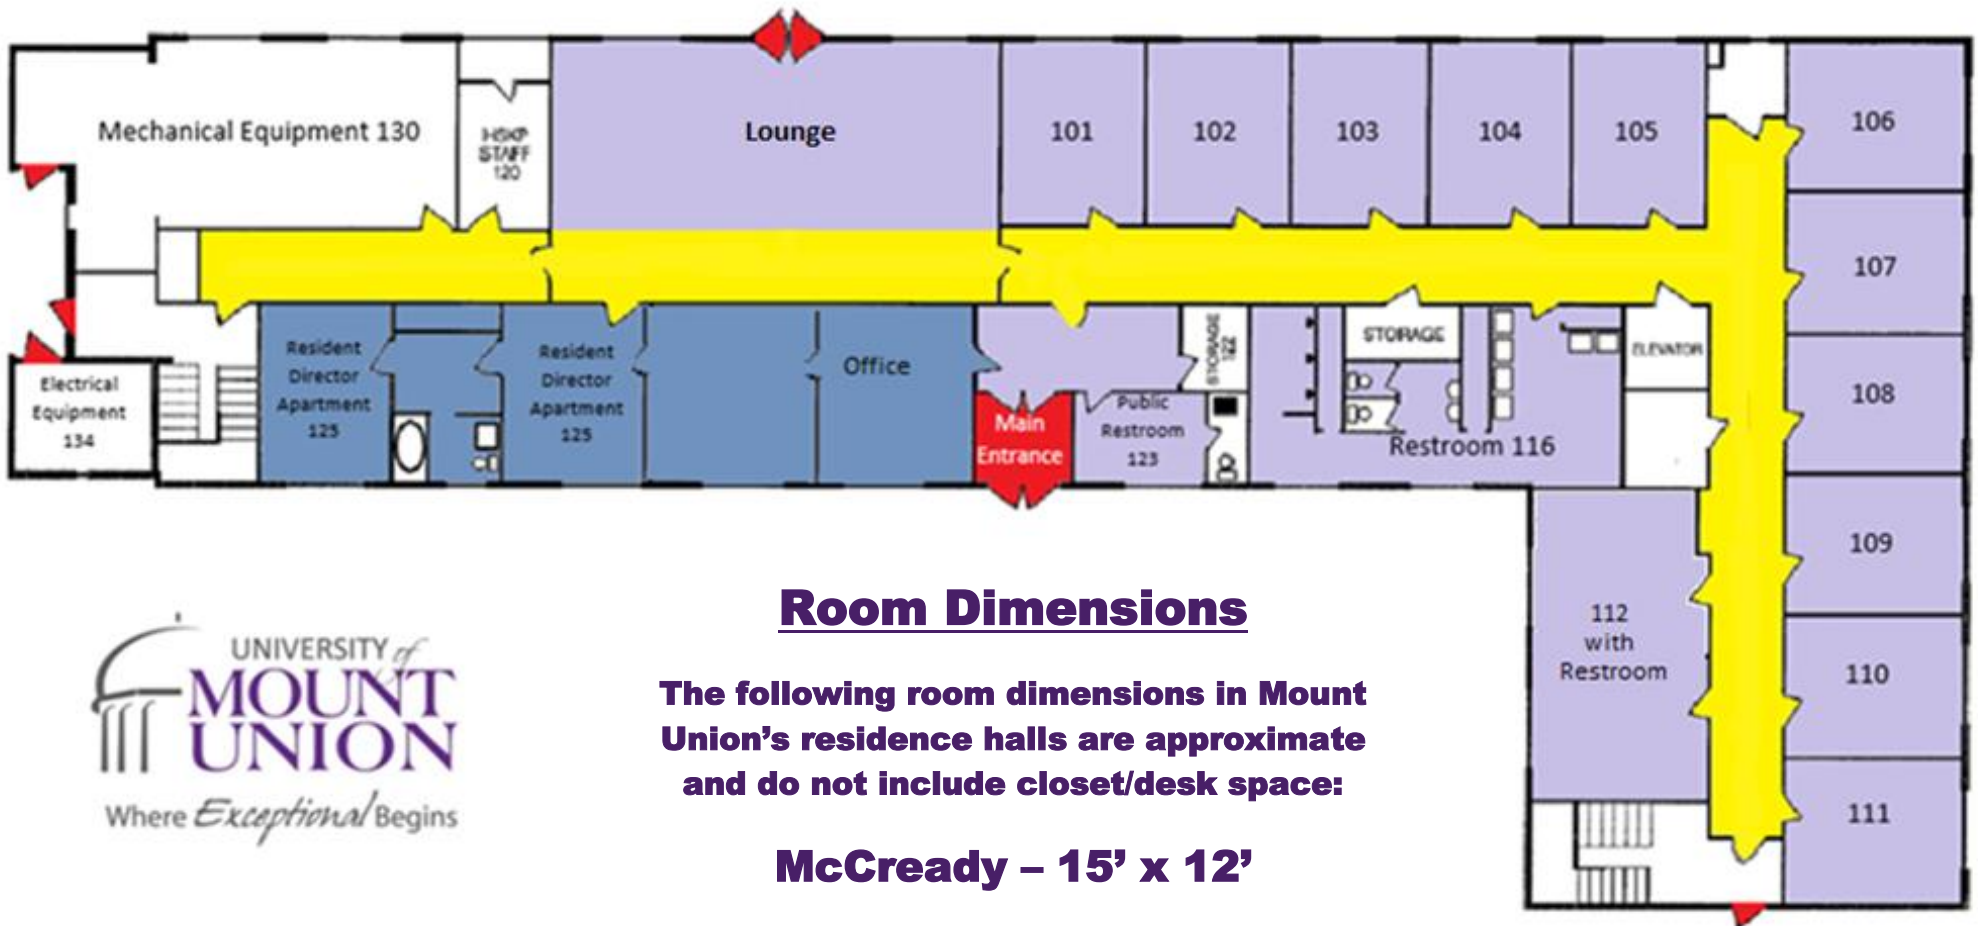 Mechanical Equipment 130
HSKP
STAFF
120
Lounge
101
102
103
104
105
106
107
108
109
110
111
112
with
Restroom
Resident
Director
Apartment
125
Resident
Director
Apartment
125
Office
Main
Entrance
Public
Restroom
123
STORAGE
122
STORAGE
Restroom 116
ELEVATOR
Electrical
Equipment
134
UNIVERSITY of
MOUNT
UNION
Where Exceptional Begins
Room Dimensions
The following room dimensions in Mount
Union’s residence halls are approximate
and do not include closet/desk space:
McCready – 15’ x 12’